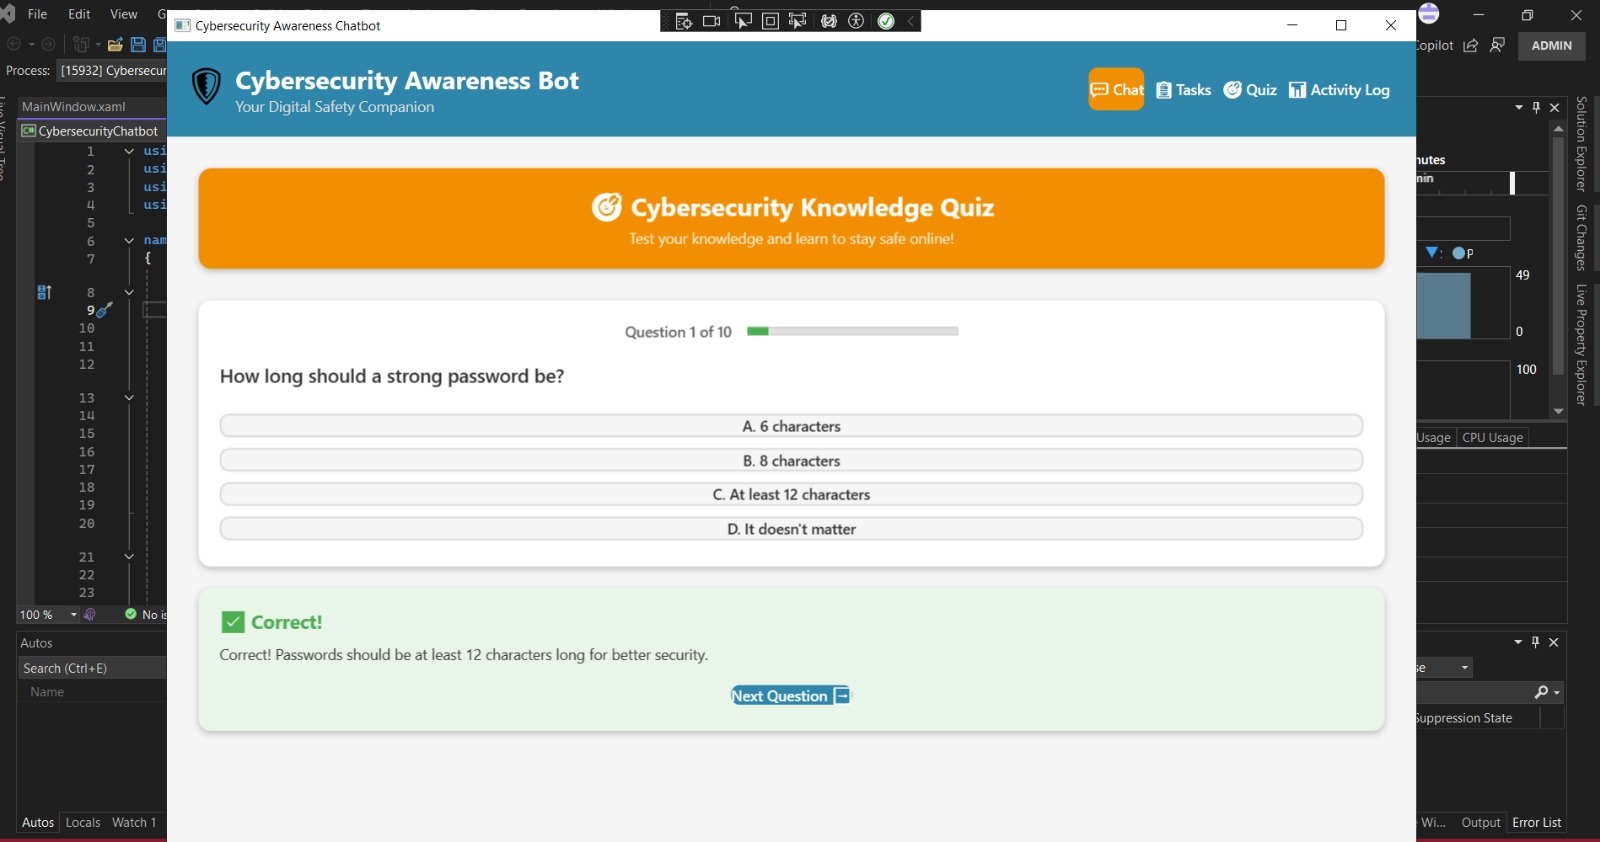 File Edit View
Cybersecurity Awareness Chatbot
Process: [15932] Cybersecur
MainWindow.xaml
CybersecurityChatbot
Cybersecurity Awareness Bot
Your Digital Safety Companion
Chat Tasks Quiz Activity Log
Copilot
ADMIN
1 usi
2 usi
3 usi
4 usi
5
6 nam
7 {
8
9
10
11
12
13
14
15
16
17
18
19
20
21
22
23
Cybersecurity Knowledge Quiz
Test your knowledge and learn to stay safe online!
Question 1 of 10
How long should a strong password be?
A. 6 characters
B. 8 characters
C. At least 12 characters
D. It doesn't matter
Correct!
Correct! Passwords should be at least 12 characters long for better security.
Next Question
100 % No is
Autos
Search (Ctrl+E)
Name
Autos Locals Watch 1
nutes
min
P
49
0
100
Usage CPU Usage
se
Suppression State
Wi... Output Error List
Solution Explorer
Git Changes
Live Property Explorer